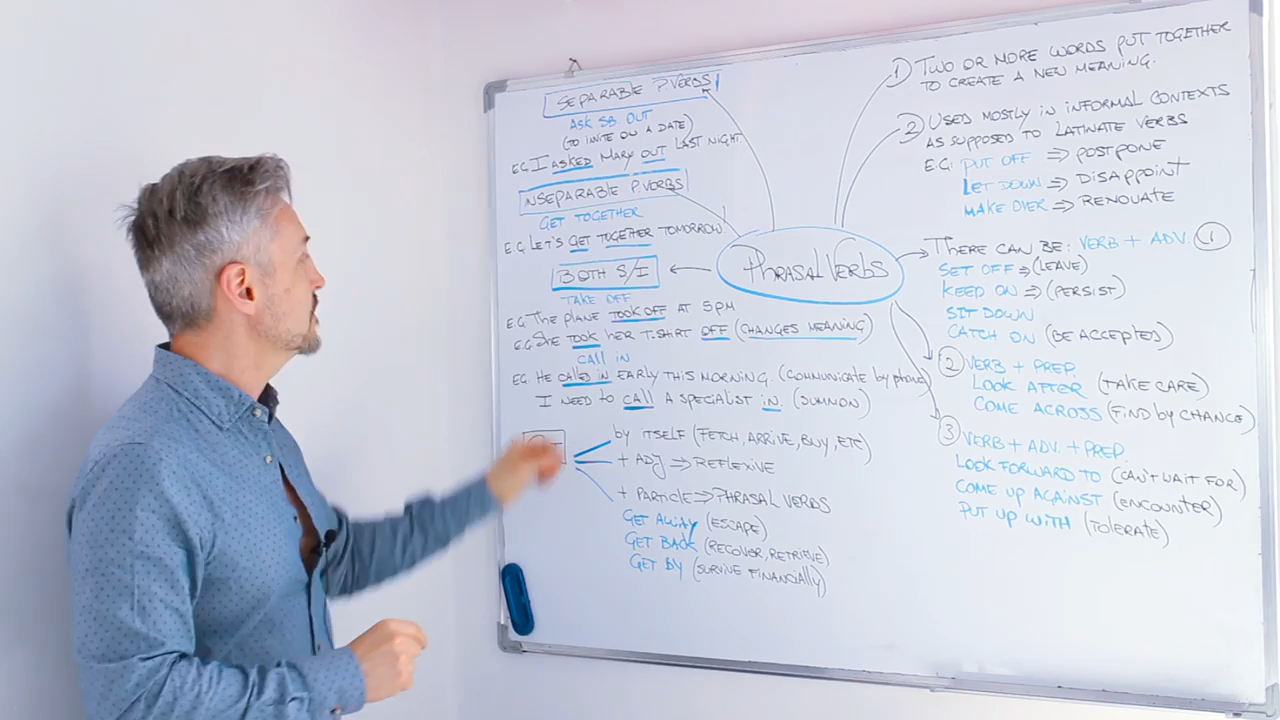 SEPARABLE P. VERBS
ASK SB. OUT
(TO INVITE ON A DATE)
E.G. I ASKED MARY OUT LAST NIGHT.
INSEPARABLE P. VERBS
GET TOGETHER
E.G. LET'S GET TOGETHER TOMORROW!
BOTH S/I
TAKE OFF
E.G. THE PLANE TOOK OFF AT 5PM
E.G. SHE TOOK HER T-SHIRT OFF (CHANGES MEANING)
CALL IN
EG. HE CALLED IN EARLY THIS MORNING. (COMMUNICATE BY PHONE)
I NEED TO CALL A SPECIALIST IN. (SUMMON)
BY ITSELF (FETCH, ARRIVE, BUY, ETC)
+ ADJ => REFLEXIVE
+ PARTICLE => PHRASAL VERBS
GET AWAY (ESCAPE)
GET BACK (RECOVER, RETRIEVE)
GET BY (SURVIVE FINANCIALLY)
PHRASAL VERBS
1) TWO OR MORE WORDS PUT TOGETHER
TO CREATE A NEW MEANING.
2) USED MOSTLY IN INFORMAL CONTEXTS
AS SUPPOSED TO LATINATE VERBS
E.G: PUT OFF => POSTPONE
LET DOWN => DISAPPOINT
MAKE OVER => RENOUATE
THERE CAN BE: VERB + ADV. 1
SET OFF => (LEAVE)
KEED ON => (PERSIST)
SIT DOWN
CATCH ON (BE ACCEPTED)
2 VERB + PREP.
LOOK AFTER (TAKE CARE)
COME ACROSS (FIND BY CHANCE)
3 VERB + ADV. + PREP.
LOOK FORWARD TO (CAN'T WAIT FOR)
COME UP AGAINST (ENCOUNTER)
PUT UP WITH (TOLERATE)